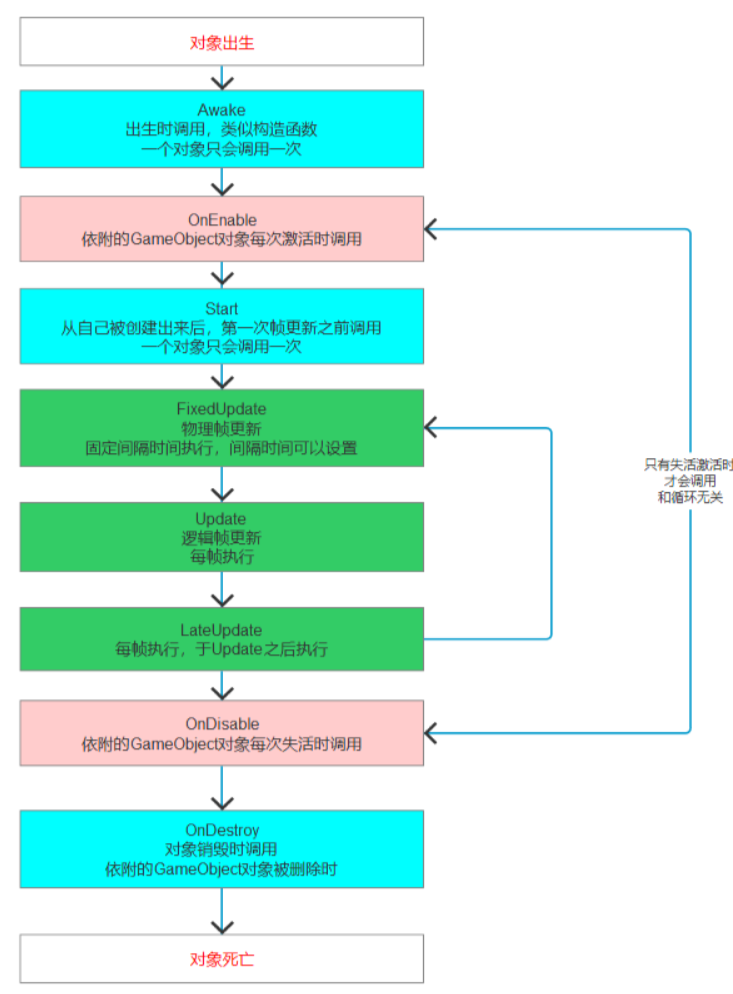 对象出生
Awake
出生时调用，类似构造函数
一个对象只会调用一次
OnEnable
依附的GameObject对象每次激活时调用
Start
从自己被创建出来后，第一次帧更新之前调用
一个对象只会调用一次
FixedUpdate
物理帧更新
固定间隔时间执行，间隔时间可以设置
Update
逻辑帧更新
每帧执行
LateUpdate
每帧执行，于Update之后执行
只有失活激活时
才会调用
和循环无关
OnDisable
依附的GameObject对象每次失活时调用
OnDestroy
对象销毁时调用
依附的GameObject对象被删除时
对象死亡